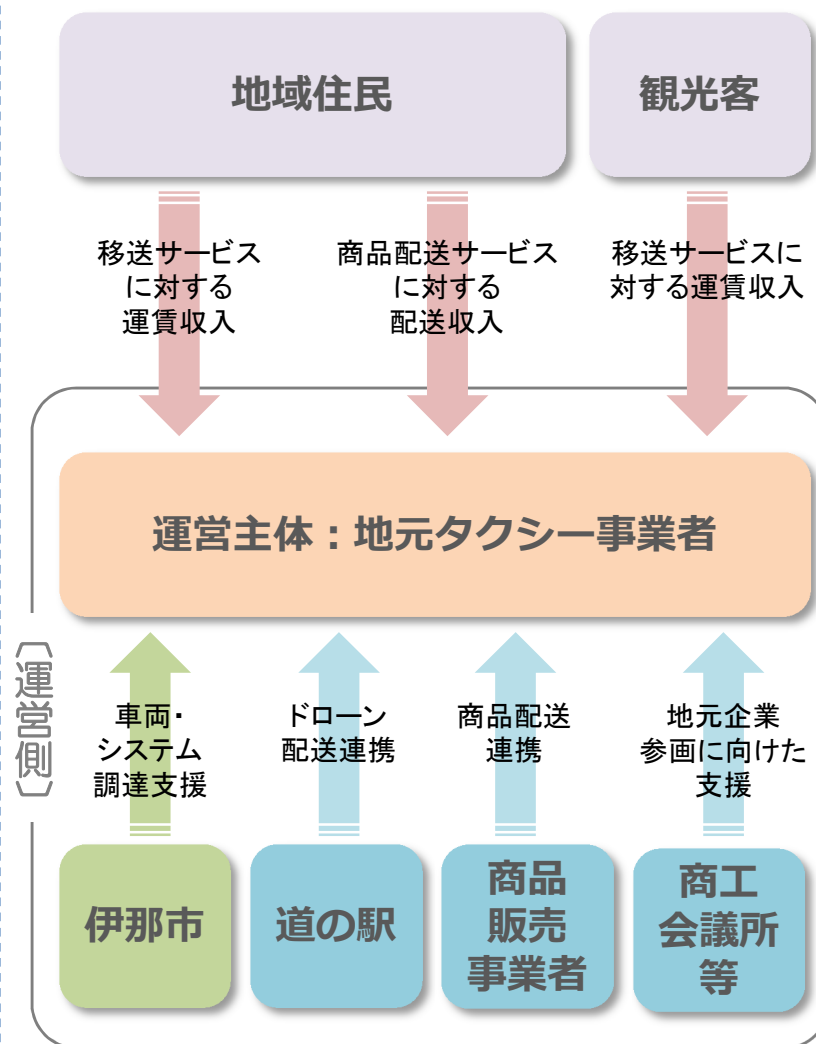 地域住民
観光客
移送サービス
に対する
運賃収入
商品配送サービス
に対する
配送収入
移送サービスに
対する運賃収入
運営主体：地元タクシー事業者
〔運営側〕
車両・
システム
調達支援
ドローン
配送連携
商品配送
連携
地元企業
参画に向けた
支援
伊那市
道の駅
商品
販売
事業者
商工
会議所
等